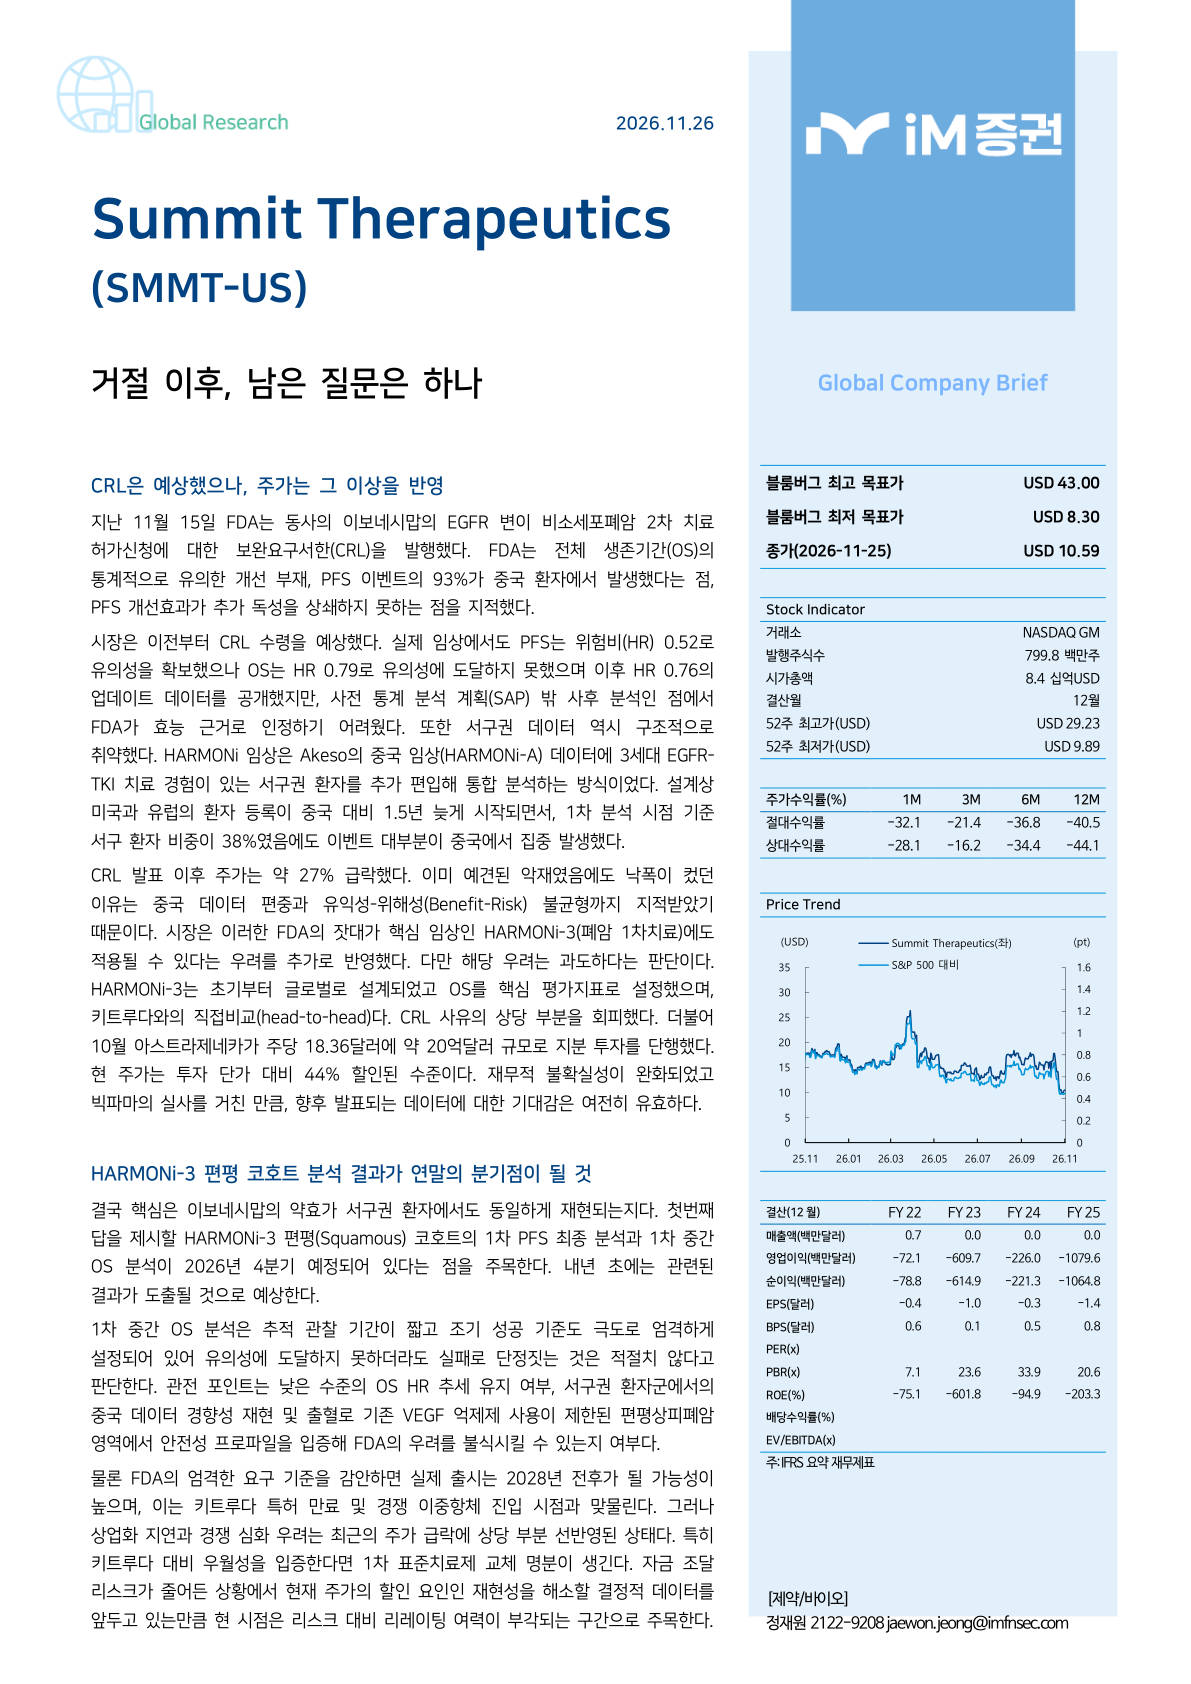 Global Research
2026.11.26
iM증권
Summit Therapeutics
(SMMT-US)
거절 이후, 남은 질문은 하나
CRL은 예상했으나, 주가는 그 이상을 반영
지난 11월 15일 FDA는 동사의 이보네시맙의 EGFR 변이 비소세포폐암 2차 치료
허가신청에 대한 보완요구서한(CRL)을 발행했다. FDA는 전체 생존기간(OS)의
통계적으로 유의한 개선 부재, PFS 이벤트의 93%가 중국 환자에서 발생했다는 점,
PFS 개선효과가 추가 독성을 상쇄하지 못하는 점을 지적했다.
시장은 이전부터 CRL 수령을 예상했다. 실제 임상에서도 PFS는 위험비(HR) 0.52로
유의성을 확보했으나 OS는 HR 0.79로 유의성에 도달하지 못했으며 이후 HR 0.76의
업데이트 데이터를 공개했지만, 사전 통계 분석 계획(SAP) 밖 사후 분석인 점에서
FDA가 효능 근거로 인정하기 어려웠다. 또한 서구권 데이터 역시 구조적으로
취약했다. HARMONi 임상은 Akeso의 중국 임상(HARMONi-A) 데이터에 3세대 EGFR-
TKI 치료 경험이 있는 서구권 환자를 추가 편입해 통합 분석하는 방식이었다. 설계상
미국과 유럽의 환자 등록이 중국 대비 1.5년 늦게 시작되면서, 1차 분석 시점 기준
서구 환자 비중이 38%였음에도 이벤트 대부분이 중국에서 집중 발생했다.
CRL 발표 이후 주가는 약 27% 급락했다. 이미 예견된 악재였음에도 낙폭이 컸던
이유는 중국 데이터 편중과 유익성-위해성(Benefit-Risk) 불균형까지 지적받았기
때문이다. 시장은 이러한 FDA의 잣대가 핵심 임상인 HARMONi-3(폐암 1차치료)에도
적용될 수 있다는 우려를 추가로 반영했다. 다만 해당 우려는 과도하다는 판단이다.
HARMONi-3는 초기부터 글로벌로 설계되었고 OS를 핵심 평가지표로 설정했으며,
키트루다와의 직접비교(head-to-head)다. CRL 사유의 상당 부분을 회피했다. 더불어
10월 아스트라제네카가 주당 18.36달러에 약 20억달러 규모로 지분 투자를 단행했다.
현 주가는 투자 단가 대비 44% 할인된 수준이다. 재무적 불확실성이 완화되었고
빅파마의 실사를 거친 만큼, 향후 발표되는 데이터에 대한 기대감은 여전히 유효하다.
HARMONi-3 편평 코호트 분석 결과가 연말의 분기점이 될 것
결국 핵심은 이보네시맙의 약효가 서구권 환자에서도 동일하게 재현되는지다. 첫번째
답을 제시할 HARMONi-3 편평(Squamous) 코호트의 1차 PFS 최종 분석과 1차 중간
OS 분석이 2026년 4분기 예정되어 있다는 점을 주목한다. 내년 초에는 관련된
결과가 도출될 것으로 예상한다.
1차 중간 OS 분석은 추적 관찰 기간이 짧고 조기 성공 기준도 극도로 엄격하게
설정되어 있어 유의성에 도달하지 못하더라도 실패로 단정짓는 것은 적절치 않다고
판단한다. 관전 포인트는 낮은 수준의 OS HR 추세 유지 여부, 서구권 환자군에서의
중국 데이터 경향성 재현 및 출혈로 기존 VEGF 억제제 사용이 제한된 편평상피폐암
영역에서 안전성 프로파일을 입증해 FDA의 우려를 불식시킬 수 있는지 여부다.
물론 FDA의 엄격한 요구 기준을 감안하면 실제 출시는 2028년 전후가 될 가능성이
높으며, 이는 키트루다 특허 만료 및 경쟁 이중항체 진입 시점과 맞물린다. 그러나
상업화 지연과 경쟁 심화 우려는 최근의 주가 급락에 상당 부분 선반영된 상태다. 특히
키트루다 대비 우월성을 입증한다면 1차 표준치료제 교체 명분이 생긴다. 자금 조달
리스크가 줄어든 상황에서 현재 주가의 할인 요인인 재현성을 해소할 결정적 데이터를
앞두고 있는만큼 현 시점은 리스크 대비 리레이팅 여력이 부각되는 구간으로 주목한다.
Global Company Brief
블룸버그 최고 목표가 USD 43.00
블룸버그 최저 목표가 USD 8.30
종가(2026-11-25) USD 10.59
Stock Indicator
거래소 NASDAQ GM
발행주식수 799.8 백만주
시가총액 8.4 십억USD
결산월 12월
52주 최고가(USD) USD 29.23
52주 최저가(USD) USD 9.89
주가수익률(%) 1M 3M 6M 12M
절대수익률 -32.1 -21.4 -36.8 -40.5
상대수익률 -28.1 -16.2 -34.4 -44.1
Price Trend
(USD) Summit Therapeutics(좌) (pt)
S&P 500 대비
35 1.6
30 1.4
25 1.2
20 1
15 0.8
10 0.6
5 0.4
0 0.2
0
25.11 26.01 26.03 26.05 26.07 26.09 26.11
결산(12 월) FY 22 FY 23 FY 24 FY 25
매출액(백만달러) 0.7 0.0 0.0 0.0
영업이익(백만달러) -72.1 -609.7 -226.0 -1079.6
순이익(백만달러) -78.8 -614.9 -221.3 -1064.8
EPS(달러) -0.4 -1.0 -0.3 -1.4
BPS(달러) 0.6 0.1 0.5 0.8
PER(x)
PBR(x) 7.1 23.6 33.9 20.6
ROE(%) -75.1 -601.8 -94.9 -203.3
배당수익률(%)
EV/EBITDA(x)
주:IFRS 요약 재무제표
[제약/바이오]
정재원 2122-9208 jaewon.jeong@imfnsec.com